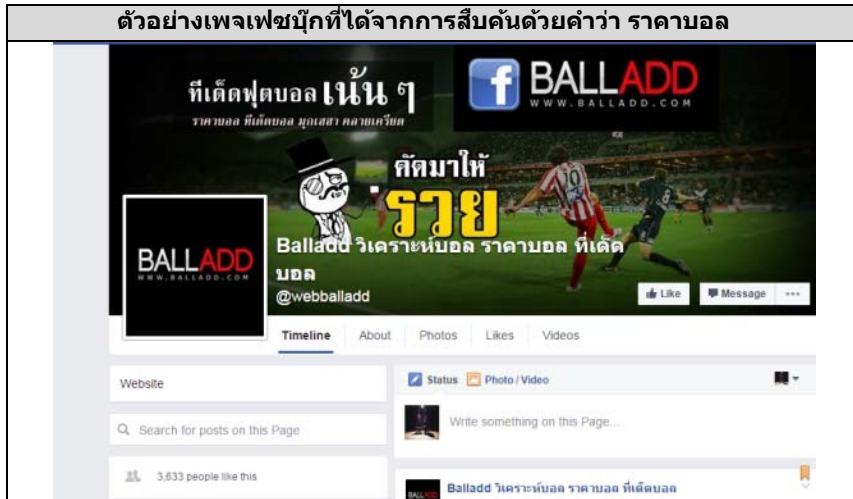 ตัวอย่างเพจเฟซบุ๊กที่ได้จากการสืบค้นด้วยคำว่า ราคาบอล
ทีเด็ดฟุตบอล เน้น ๆ
ราคาบอล ทีเด็ดบอล มุกเสสา คลายเครียด
f BALLADD
WWW.BALLADD.COM
คัดมาให้
รวย
BALLADD
WWW.BALLADD.COM
Balladd วิเคราะห์บอล ราคาบอล ทีเด็ด
บอล
@webballadd
Like Message ...
Timeline About Photos Likes Videos
Website
Status Photo / Video
Search for posts on this Page
Write something on this Page...
3,633 people like this
BALLADD
Balladd วิเคราะห์บอล ราคาบอล ทีเด็ดบอล